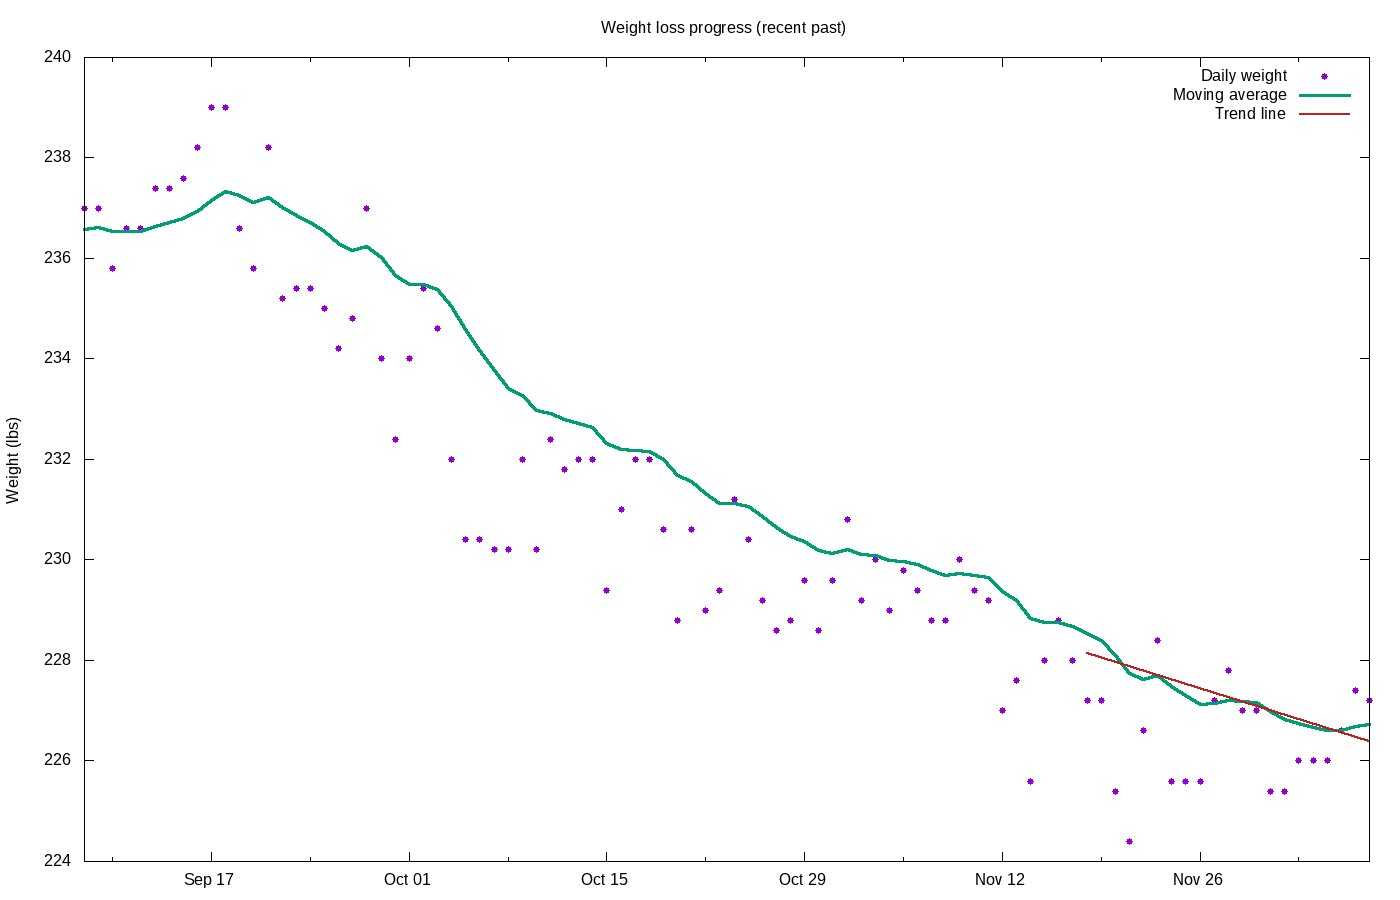 Weight loss progress (recent past)
240
238
236
234
232
230
228
226
224
Weight (lbs)
Daily weight
Moving average
Trend line
Sep 17
Oct 01
Oct 15
Oct 29
Nov 12
Nov 26